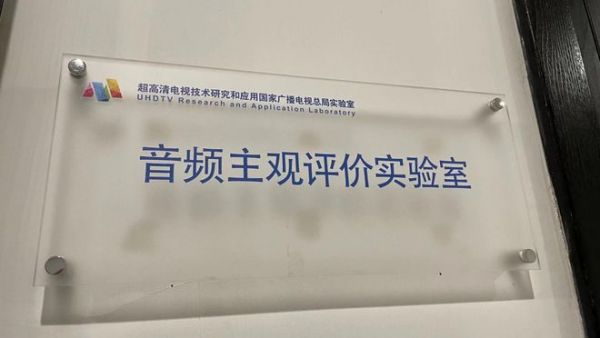 超高清电视技术研究和应用国家广播电视总局实验室
UHDTV Research and Application Laboratory
音频主观评价实验室